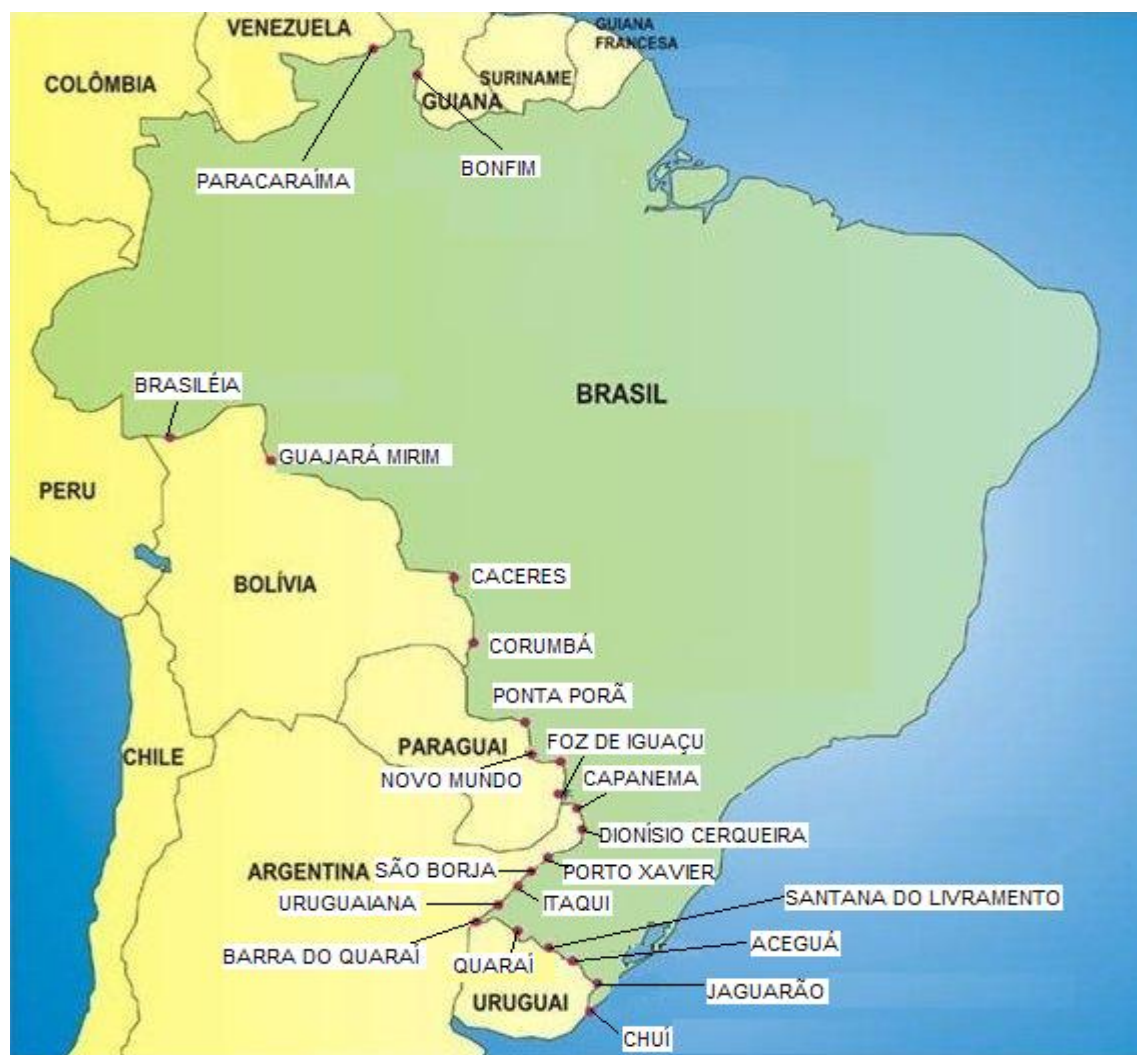 VENEZUELA
GUIANA
FRANCESA
COLÔMBIA
SURINAME
GUIANA
PARACARAÍMA
BONFIM
BRASILÉIA
BRASIL
GUAJARÁ MIRIM
PERU
BOLÍVIA
CACERES
CORUMBÁ
PONTA PORÃ
CHILE
PARAGUAI
FOZ DE IGUAÇU
NOVO MUNDO
CAPANEMA
DIONÍSIO CERQUEIRA
ARGENTINA
SÃO BORJA
PORTO XAVIER
URUGUAIANA
ITAQUI
SANTANA DO LIVRAMENTO
BARRA DO QUARAÍ
QUARAÍ
ACEGUÁ
URUGUAI
JAGUARÃO
CHUÍ